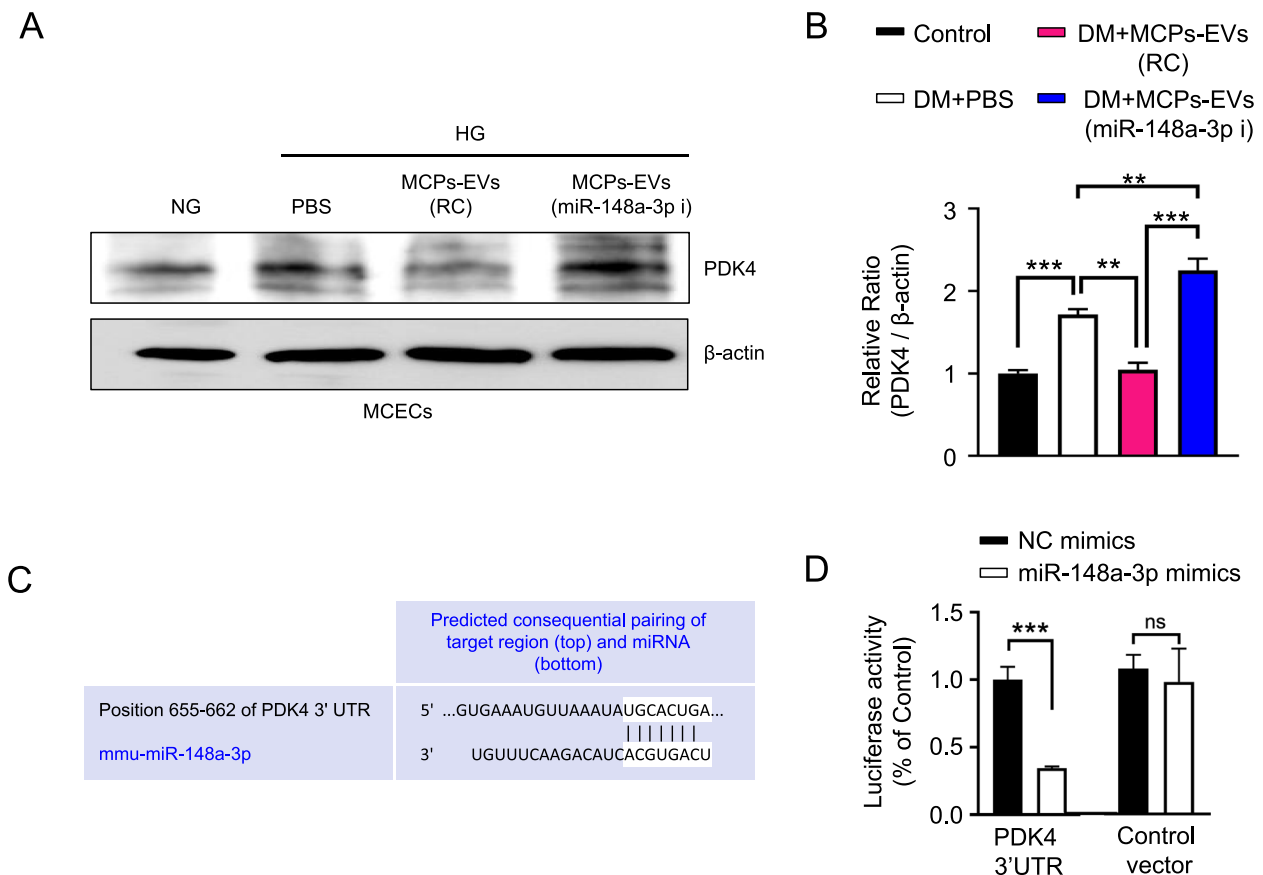 A
HG
NG
PBS
MCPs-EVs
(RC)
MCPs-EVs
(miR-148a-3p i)
PDK4
β-actin
MCECs
B
Control
DM+MCPs-EVs
(RC)
DM+PBS
DM+MCPs-EVs
(miR-148a-3p i)
Relative Ratio
(PDK4 / β-actin)
3
2
1
0
***
**
***
**
C
Predicted consequential pairing of
target region (top) and miRNA
(bottom)
Position 655-662 of PDK4 3' UTR
5' ...GUGAAAUGUUAAAUAUGCACUGA...
mmu-miR-148a-3p
3' UGUUUCAAGACAUCACGUGACU
D
NC mimics
miR-148a-3p mimics
Luciferase activity
(% of Control)
1.5
1.0
0.5
0.0
***
ns
PDK4
3'UTR
Control
vector